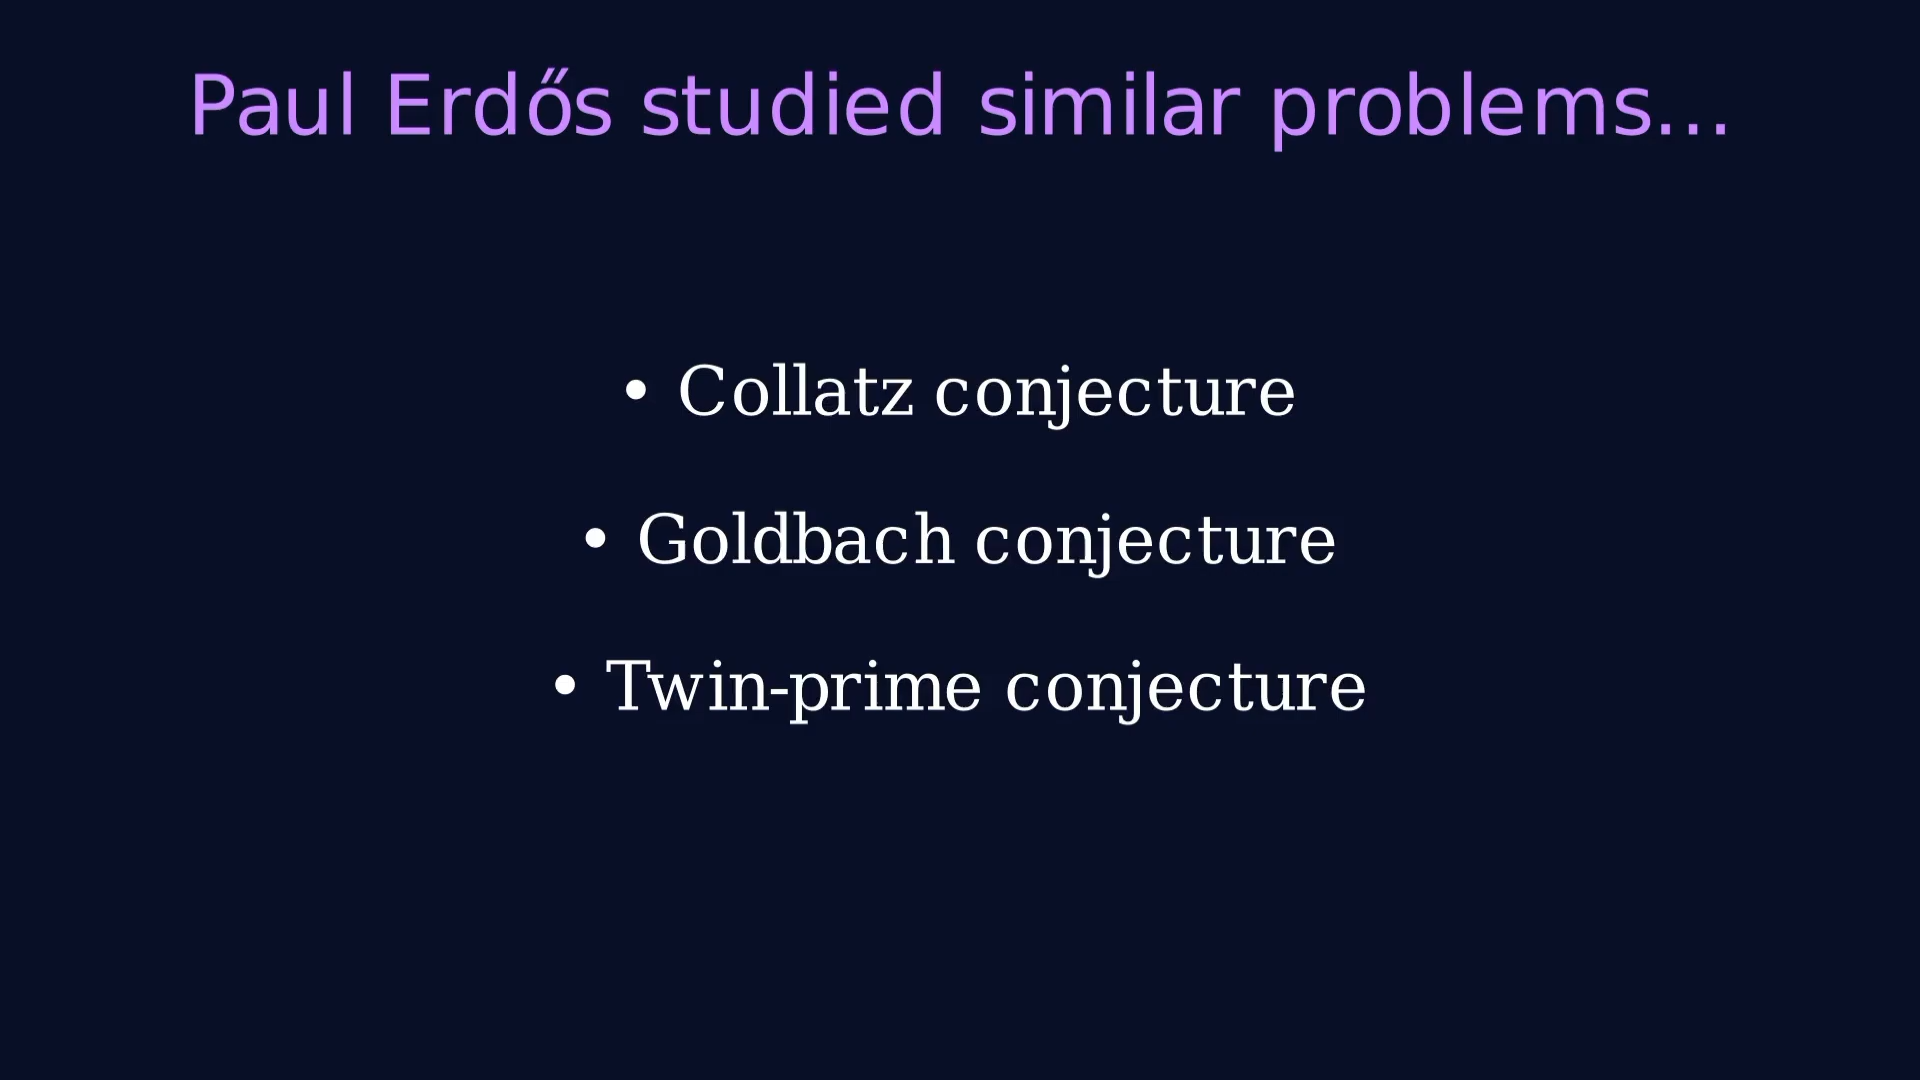 Paul Erdős studied similar problems...
• Collatz conjecture
• Goldbach conjecture
• Twin-prime conjecture